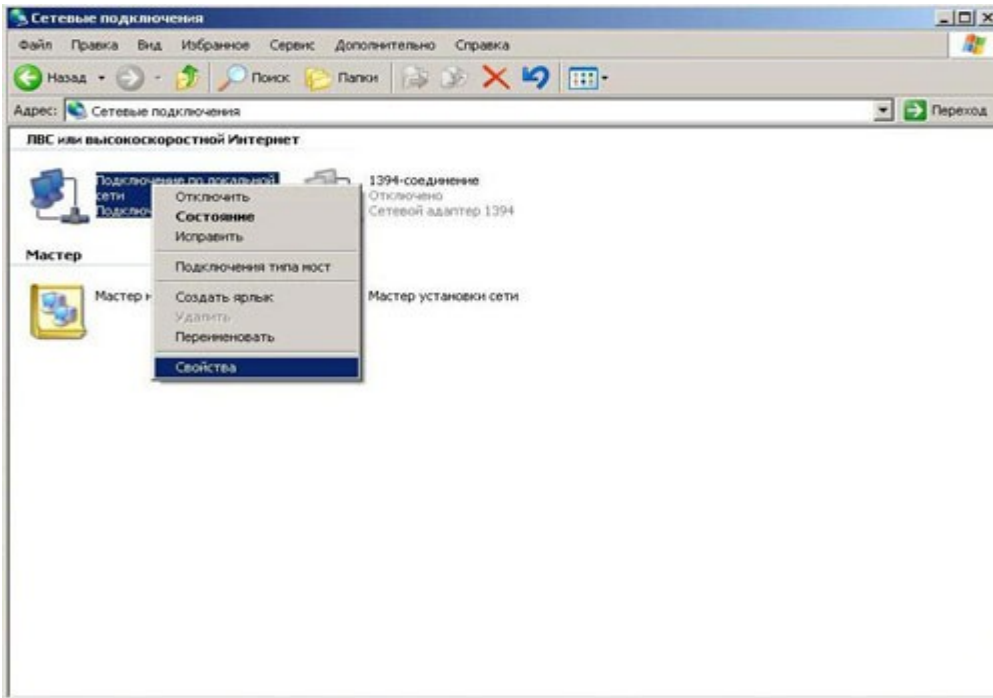 Сетевые подключения
Файл Правка Вид Избранное Сервис Дополнительно Справка
Назад Поиск Папки
Адрес: Сетевые подключения Переход
ЛВС или высокоскоростной Интернет
Подключение по локальной
сети
1394-соединение
Отключено
Сетевой адаптер 1394
Отключить
Состояние
Исправить
Подключения типа мост
Создать ярлык
Удалить
Переименовать
Свойства
Мастер
Мастер
Мастер установки сети